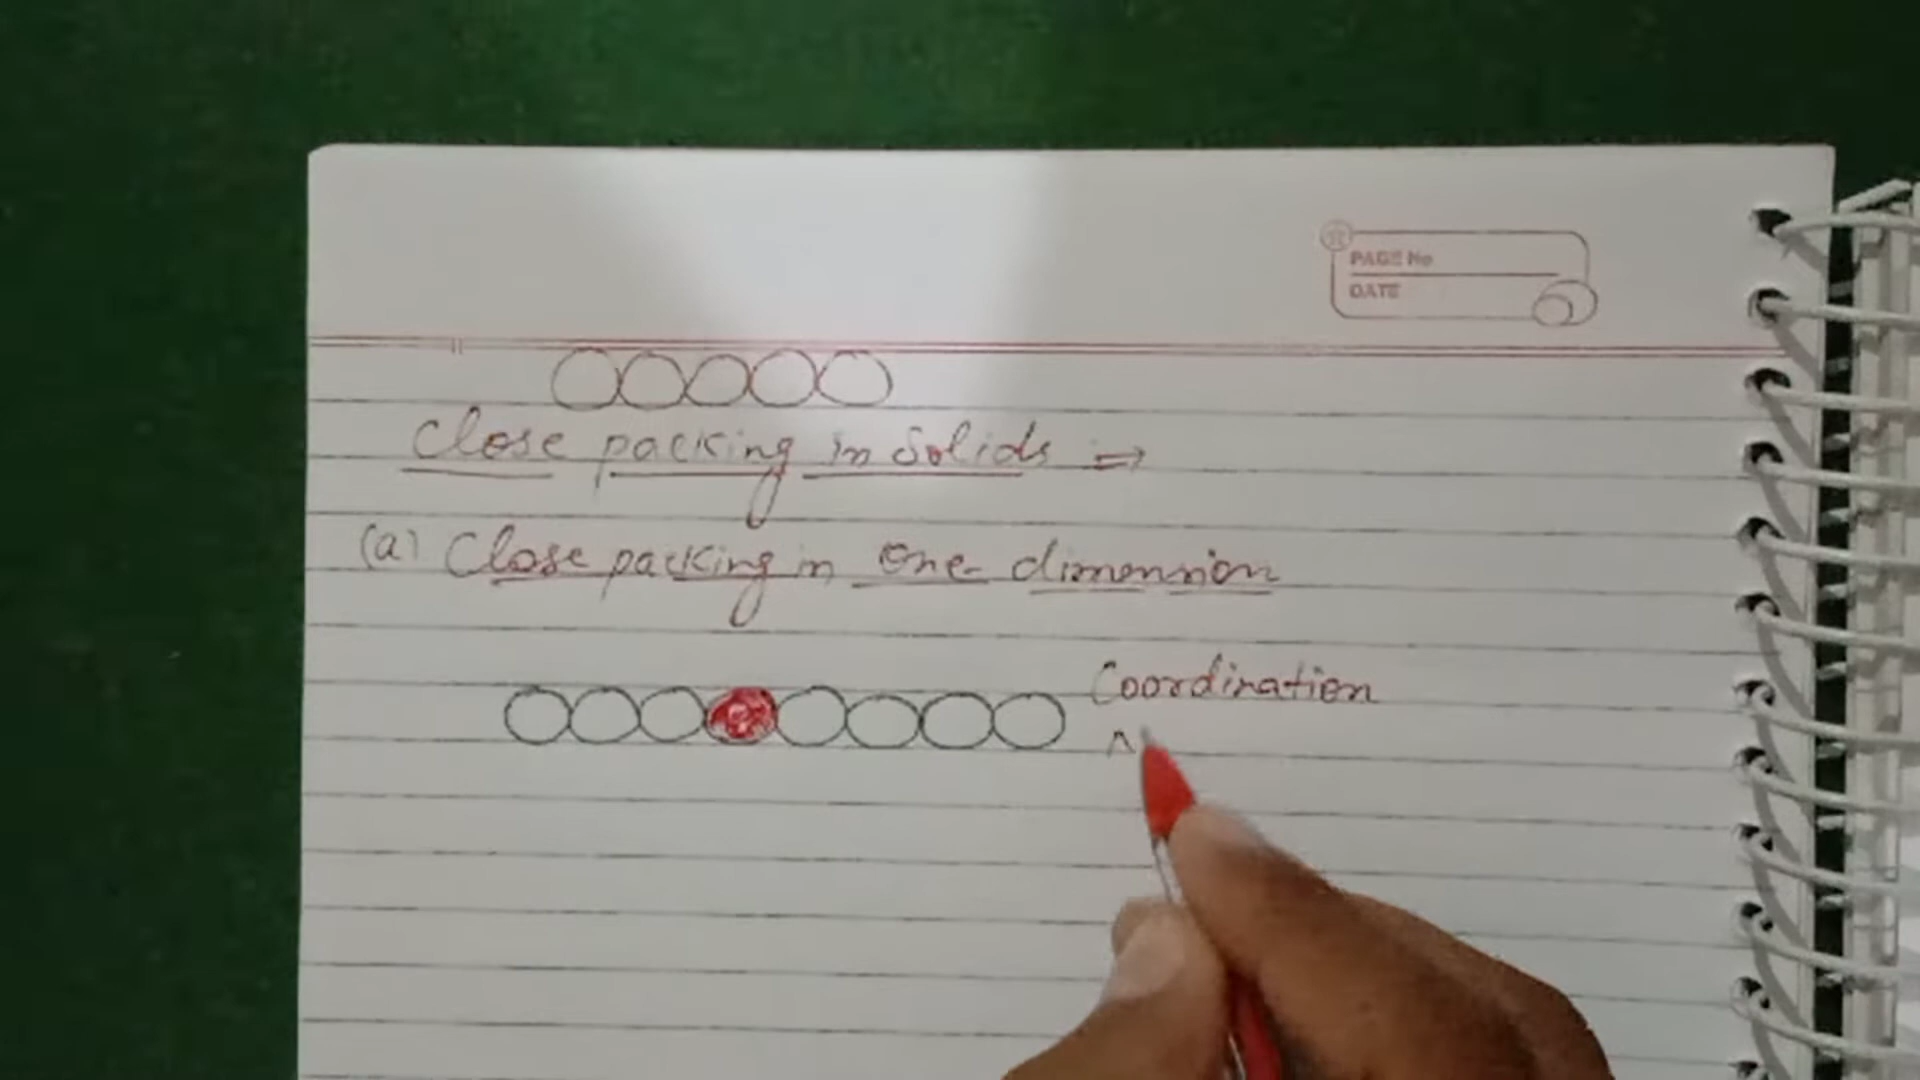 PAGE No
DATE
Close packing in Solids ⇒
(a) Close packing in One dimension
Coordination
N